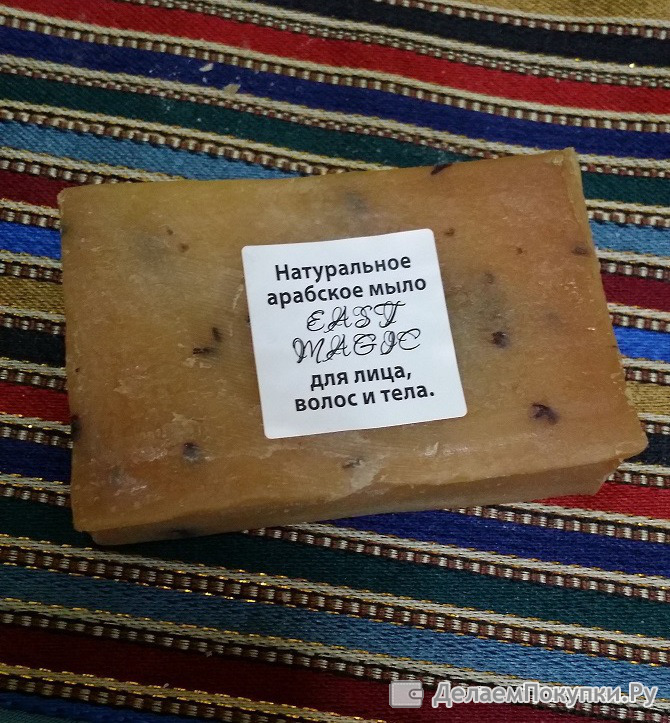 Натуральное
арабское мыло
EAST
MAGIC
для лица,
волос и тела.
ДелаемПокупки.Ру